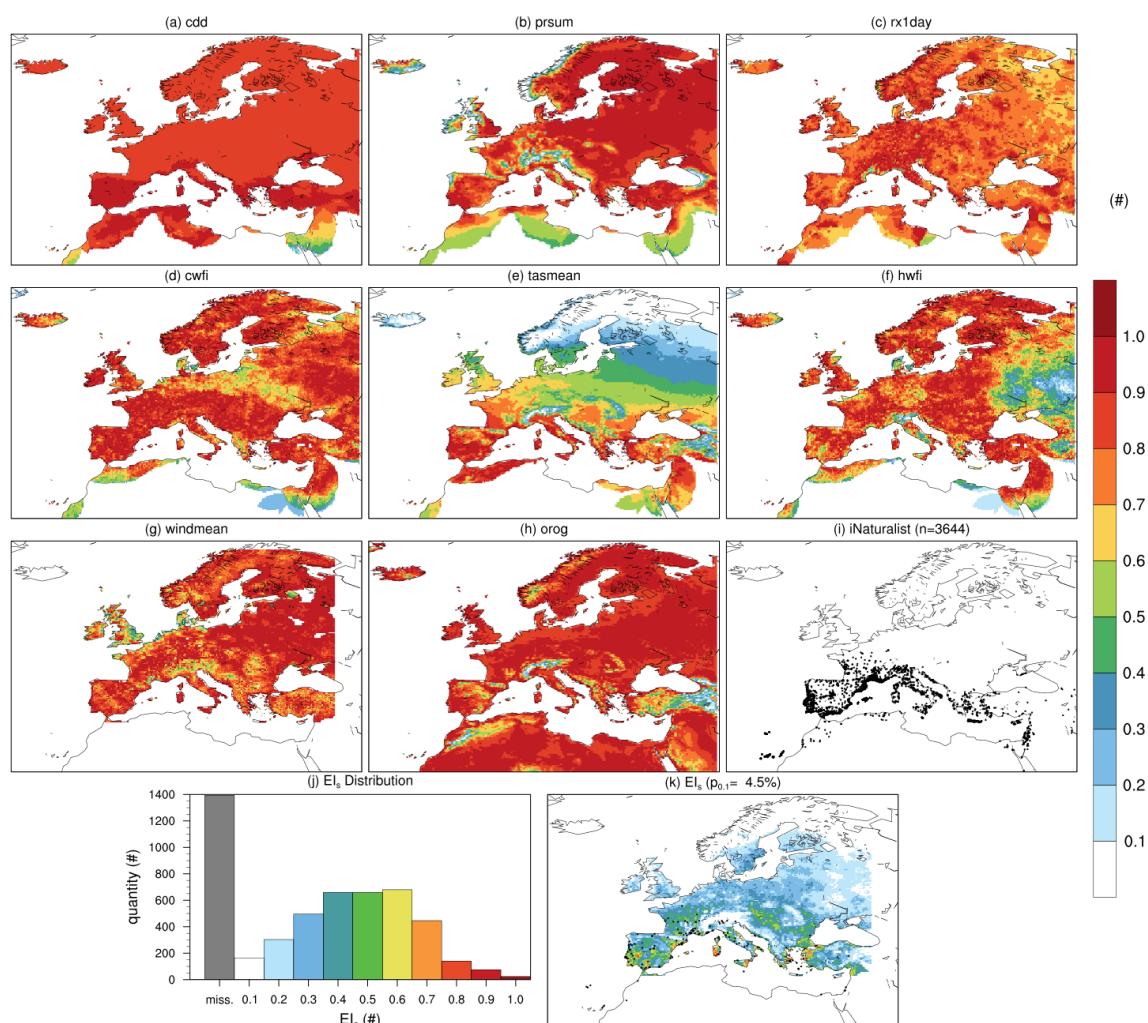 (a) cdd
(b) prsum
(c) rx1day
(#)
(d) cwfi
(e) tasmean
(f) hwfi
1.0
0.9
0.8
0.7
0.6
0.5
0.4
0.3
0.2
0.1
(g) windmean
(h) orog
(i) iNaturalist (n=3644)
(j) EIs Distribution
(k) EIs (p0.1= 4.5%)
1400
1200
1000
800
600
400
200
0
quantity (#)
miss. 0.1 0.2 0.3 0.4 0.5 0.6 0.7 0.8 0.9 1.0
EIs (#)